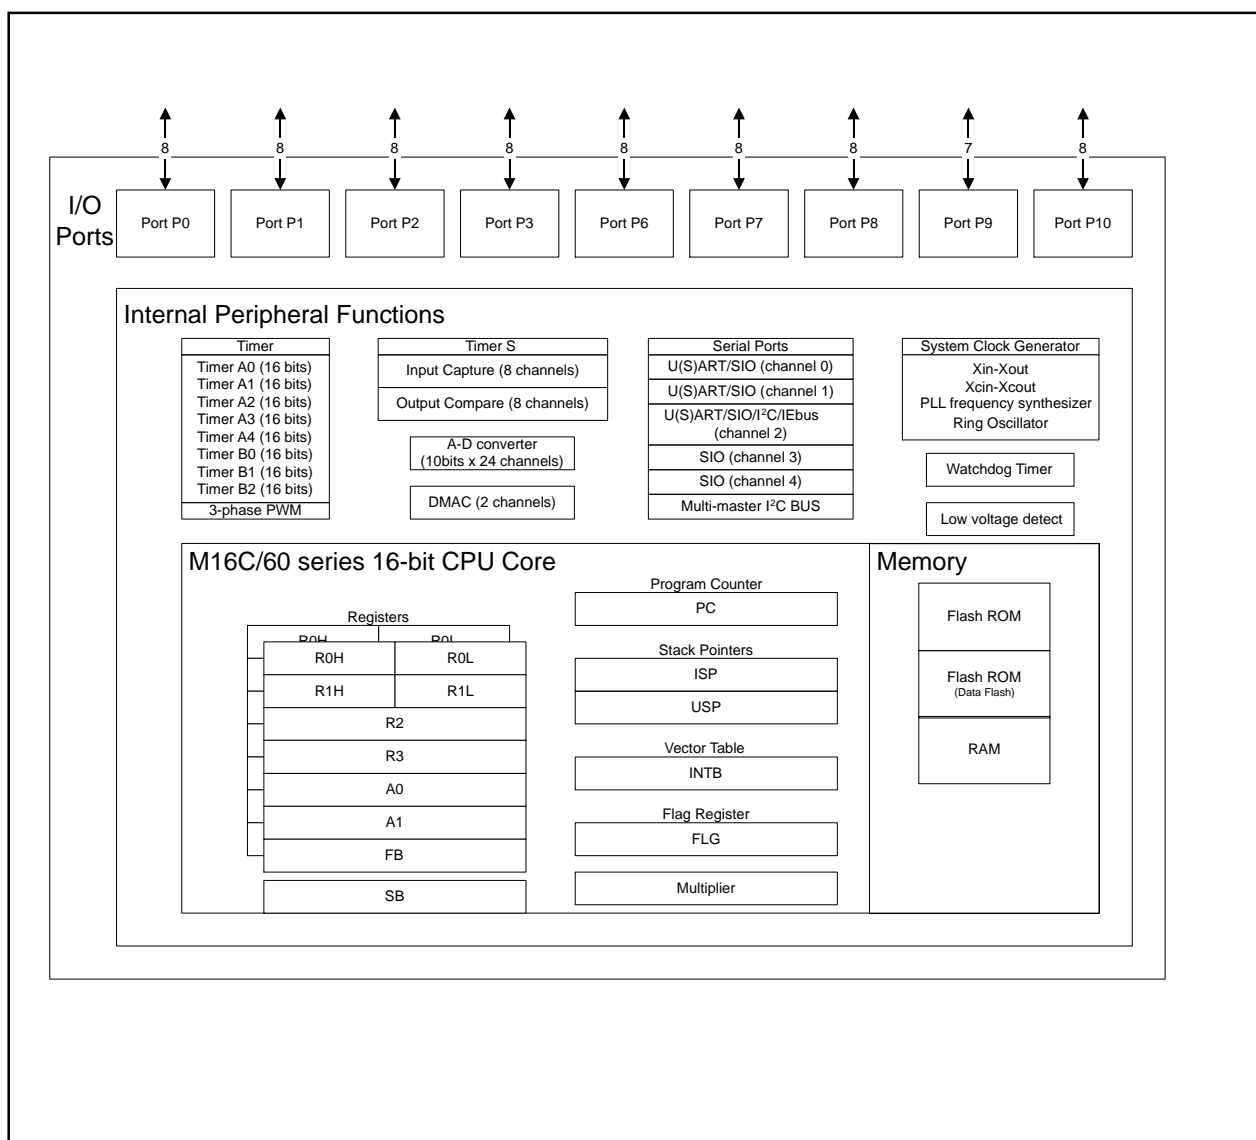 8 8 8 8 8 8 8 7 8
I/O
Ports
Port P0 Port P1 Port P2 Port P3 Port P6 Port P7 Port P8 Port P9 Port P10
Internal Peripheral Functions
Timer
Timer A0 (16 bits)
Timer A1 (16 bits)
Timer A2 (16 bits)
Timer A3 (16 bits)
Timer A4 (16 bits)
Timer B0 (16 bits)
Timer B1 (16 bits)
Timer B2 (16 bits)
3-phase PWM
Timer S
Input Capture (8 channels)
Output Compare (8 channels)
A-D converter
(10bits x 24 channels)
DMAC (2 channels)
Serial Ports
U(S)ART/SIO (channel 0)
U(S)ART/SIO (channel 1)
U(S)ART/SIO/I²C/IEbus
(channel 2)
SIO (channel 3)
SIO (channel 4)
Multi-master I²C BUS
System Clock Generator
Xin-Xout
Xcin-Xcout
PLL frequency synthesizer
Ring Oscillator
Watchdog Timer
Low voltage detect
M16C/60 series 16-bit CPU Core
Registers
R0H R0L
R0H R0L
R1H R1L
R2
R3
A0
A1
FB
SB
Program Counter
PC
Stack Pointers
ISP
USP
Vector Table
INTB
Flag Register
FLG
Multiplier
Memory
Flash ROM
Flash ROM
(Data Flash)
RAM